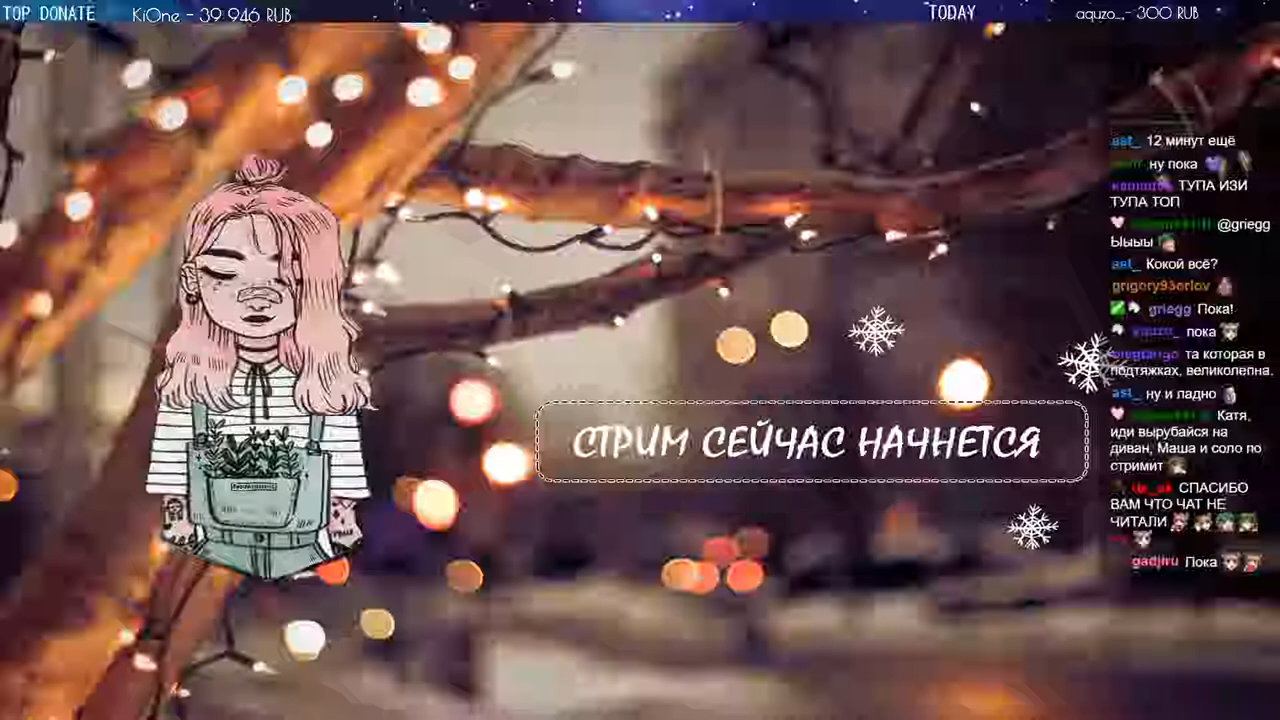 TOP DONATE
KiOne - 39 946 RUB
TODAY
aquzo_ - 300 RUB
ast_ 12 минут ещё
ну пока
ТУПА ИЗИ
ТУПА ТОП
@griegg
Ыыыы
ast_ Кокой всё?
grigory93orlov
griegg Пока!
aquzo_ пока
та которая в
подтяжках, великолепна.
ast_ ну и ладно
Катя,
иди вырубайся на
диван, Маша и соло по
стримит
СПАСИБО
ВАМ ЧТО ЧАТ НЕ
ЧИТАЛИ
gadjiru Пока
СТРИМ СЕЙЧАС НАЧНЕТСЯ